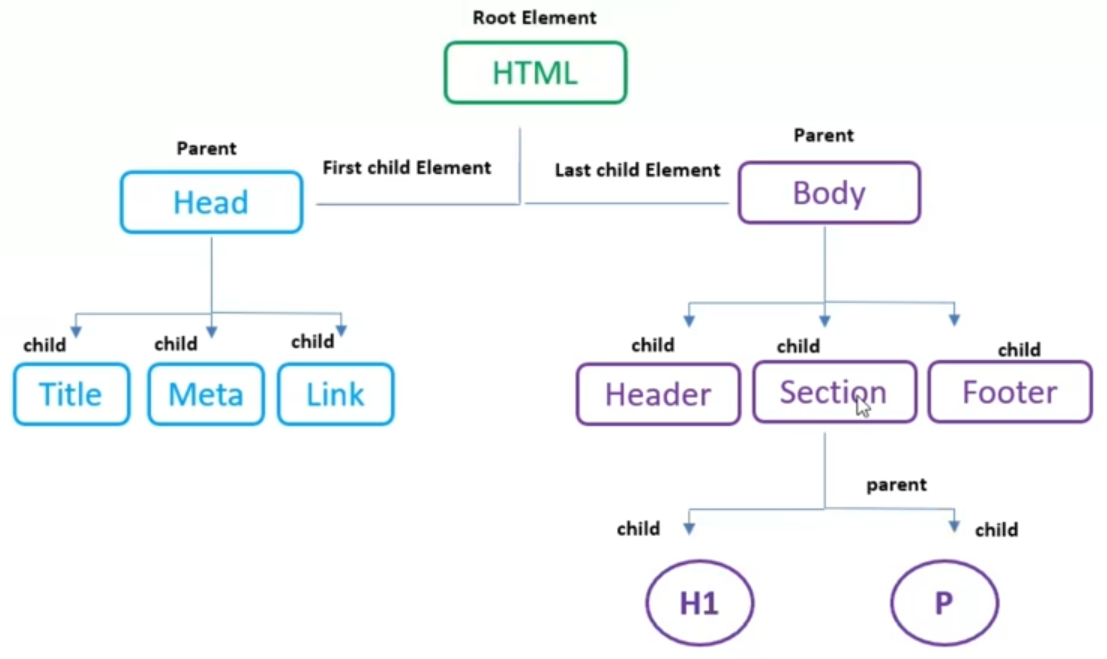 Root Element
HTML
Parent
Parent
First child Element
Last child Element
Head
Body
child
child
child
child
child
child
Title
Meta
Link
Header
Section
Footer
parent
child
child
H1
P